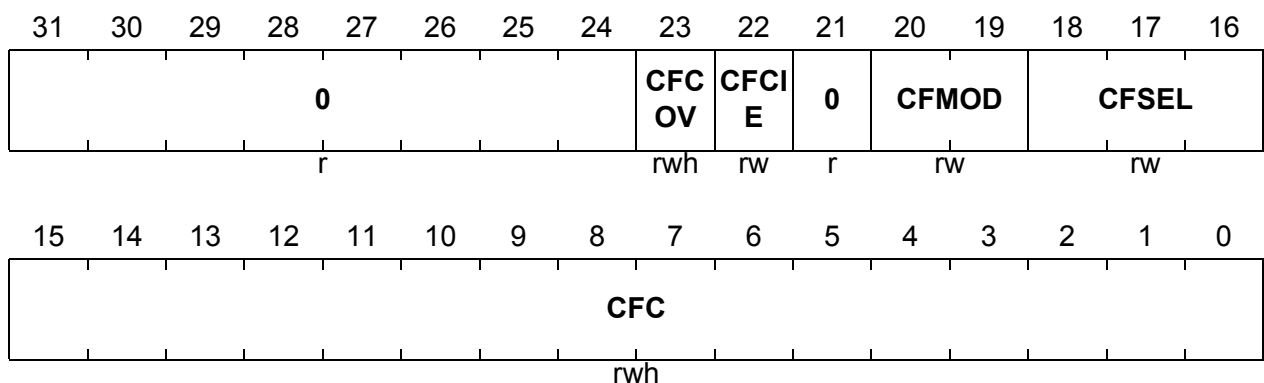 31 30 29 28 27 26 25 24 23 22 21 20 19 18 17 16
0 CFC OV CFCI E 0 CFMOD CFSEL
r rwh rw r rw rw
15 14 13 12 11 10 9 8 7 6 5 4 3 2 1 0
CFC
rwh